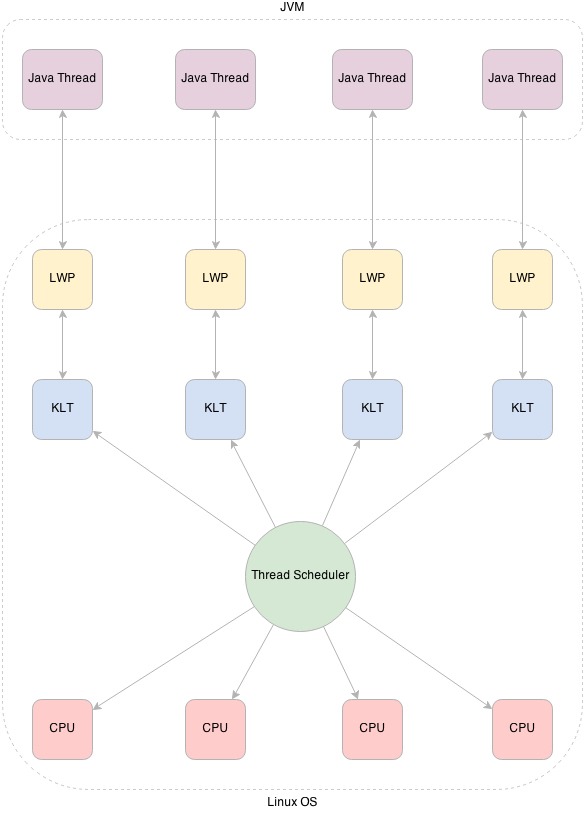 JVM
Java Thread Java Thread Java Thread Java Thread
LWP LWP LWP LWP
KLT KLT KLT KLT
Thread Scheduler
CPU CPU CPU CPU
Linux OS